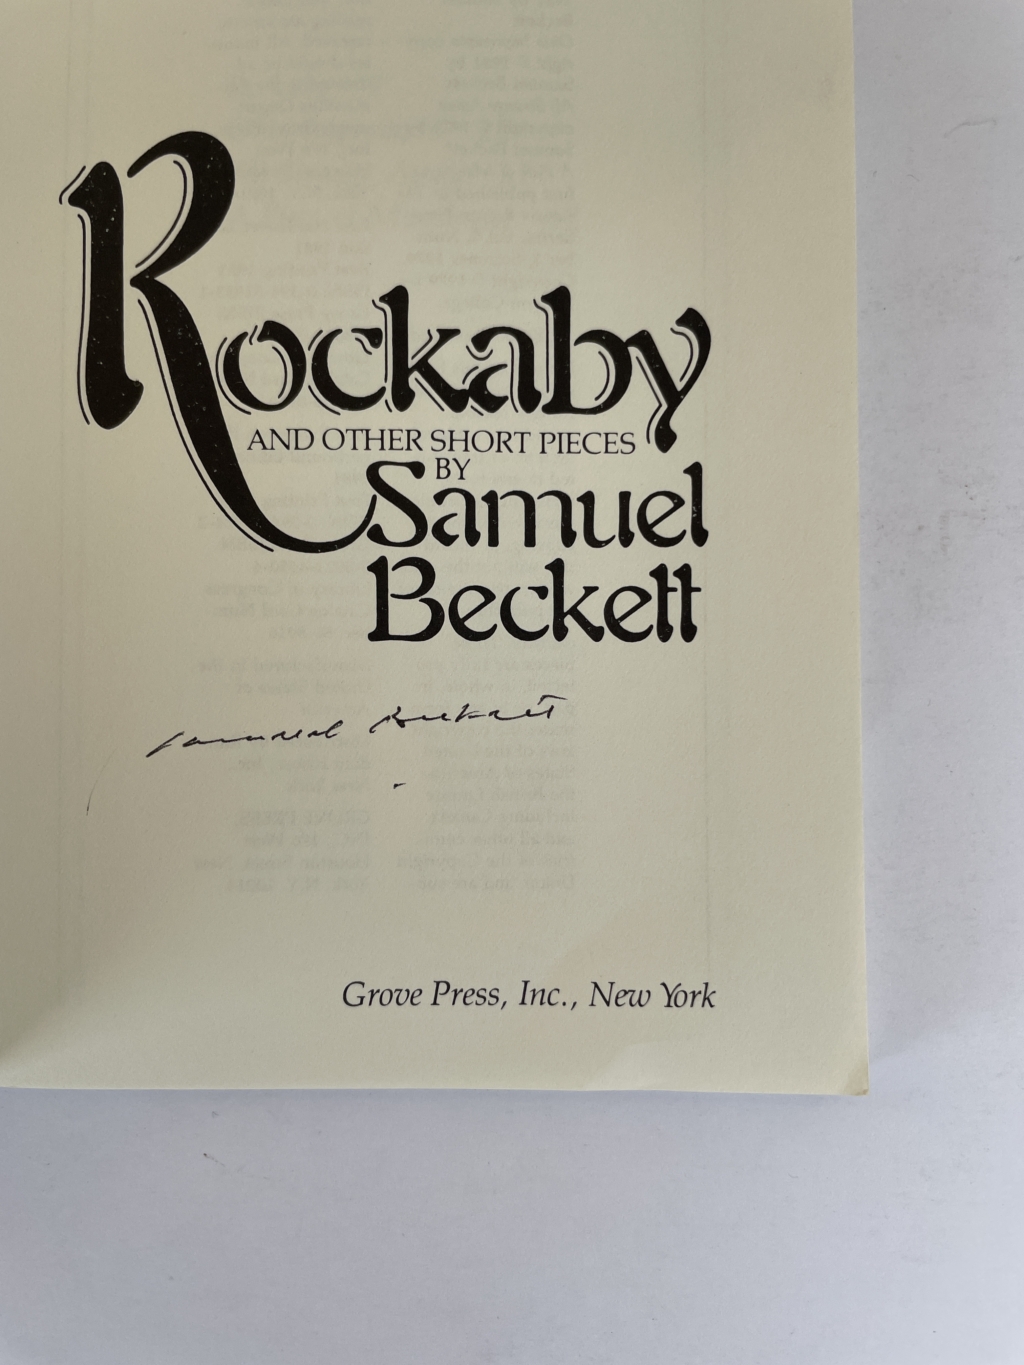 Rockaby
AND OTHER SHORT PIECES
BY
Samuel
Beckett
Samuel Beckett
Grove Press, Inc., New York